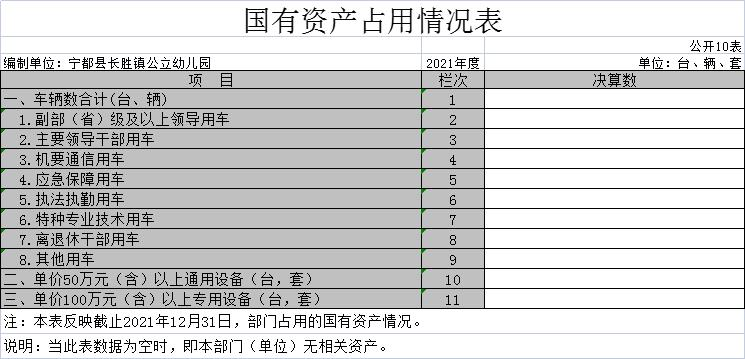 国有资产占用情况表
公开10表
编制单位：宁都县长胜镇公立幼儿园 2021年度 单位：台、辆、套
项 目 栏次 决算数
一、车辆数合计(台、辆) 1
1.副部（省）级及以上领导用车 2
2.主要领导干部用车 3
3.机要通信用车 4
4.应急保障用车 5
5.执法执勤用车 6
6.特种专业技术用车 7
7.离退休干部用车 8
8.其他用车 9
二、单价50万元（含）以上通用设备（台，套） 10
三、单价100万元（含）以上专用设备（台，套） 11
注：本表反映截止2021年12月31日，部门占用的国有资产情况。
说明：当此表数据为空时，即本部门（单位）无相关资产。